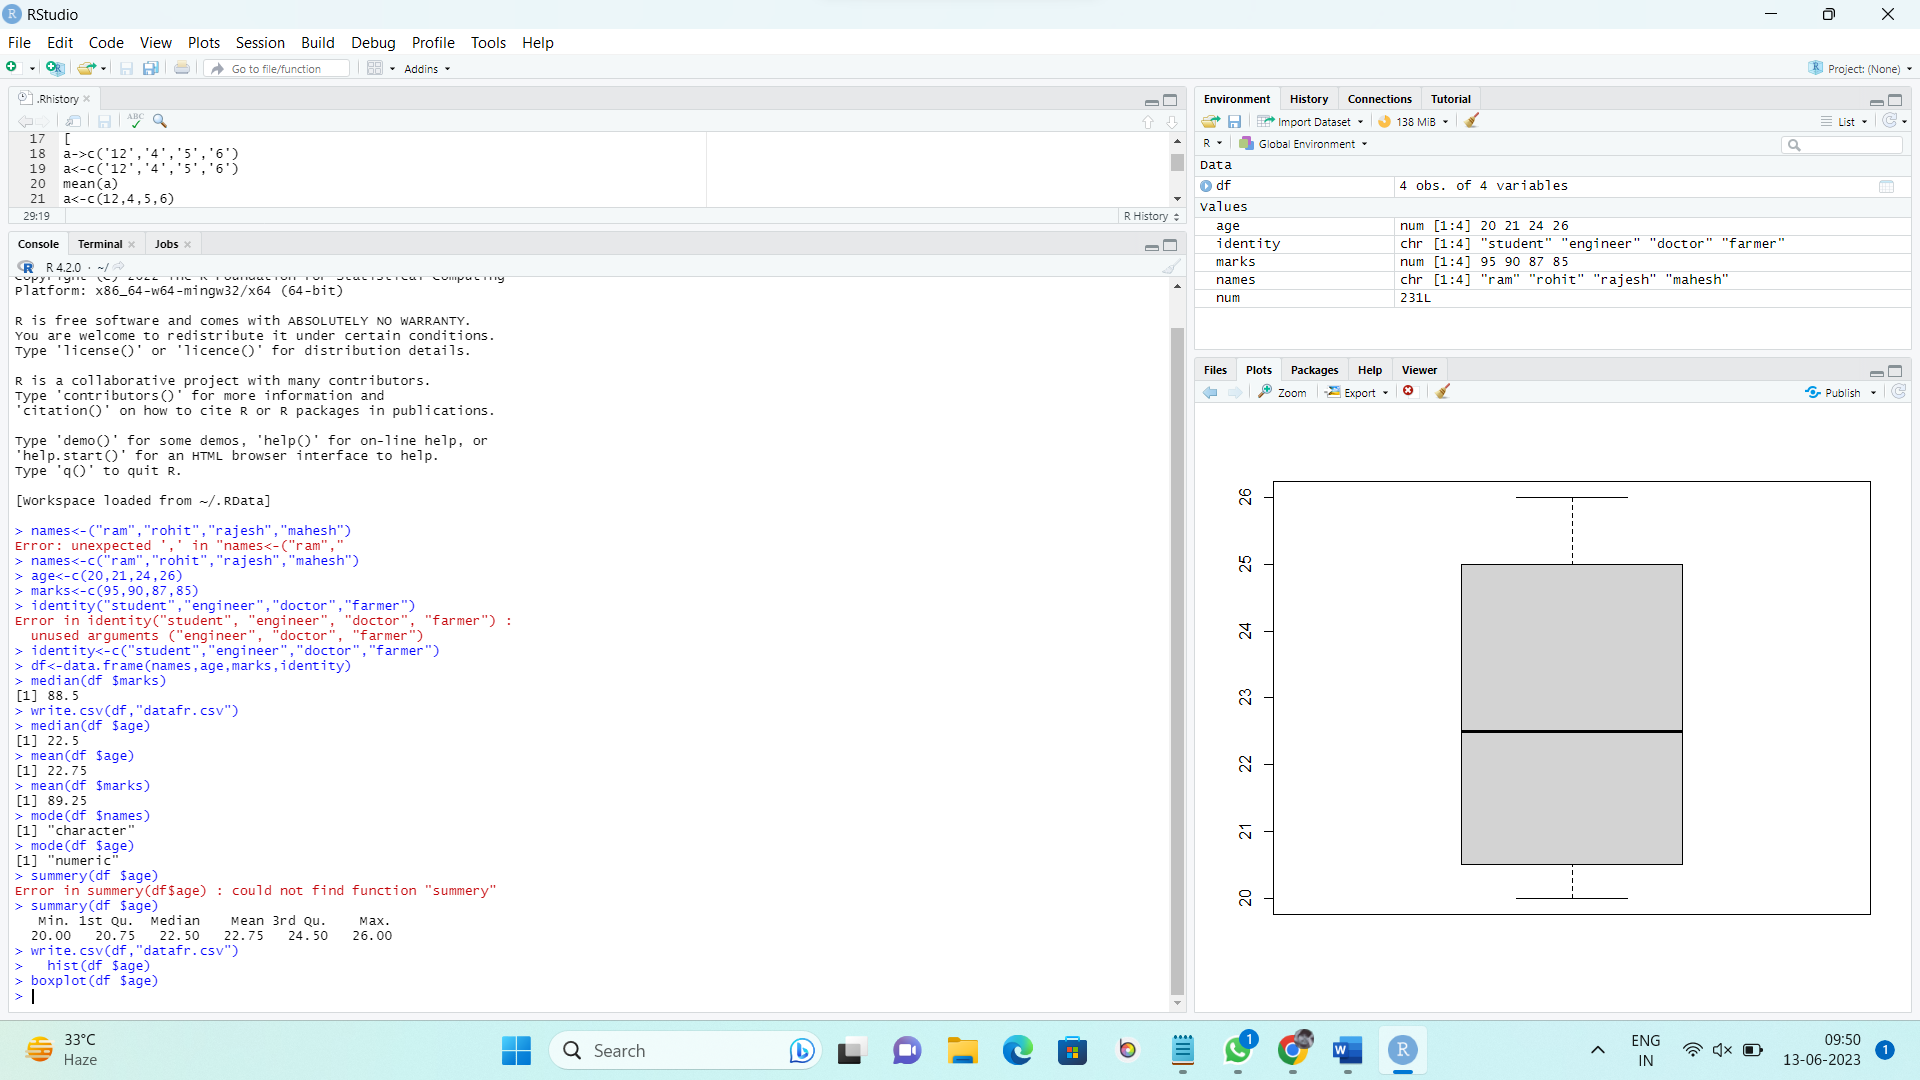 RStudio
File Edit Code View Plots Session Build Debug Profile Tools Help
Go to file/function Addins Project: (None)
.Rhistory
ABC
17 [
18 a->c('12','4','5','6')
19 a<-c('12','4','5','6')
20 mean(a)
21 a<-c(12,4,5,6)
29:19 R History
Console Terminal Jobs
R 4.2.0 · ~/
Copyright (C) 2022 The R Foundation for Statistical Computing
Platform: x86_64-w64-mingw32/x64 (64-bit)
R is free software and comes with ABSOLUTELY NO WARRANTY.
You are welcome to redistribute it under certain conditions.
Type 'license()' or 'licence()' for distribution details.
R is a collaborative project with many contributors.
Type 'contributors()' for more information and
'citation()' on how to cite R or R packages in publications.
Type 'demo()' for some demos, 'help()' for on-line help, or
'help.start()' for an HTML browser interface to help.
Type 'q()' to quit R.
[Workspace loaded from ~/.RData]
> names<-("ram","rohit","rajesh","mahesh")
Error: unexpected ',' in "names<-("ram","
> names<-c("ram","rohit","rajesh","mahesh")
> age<-c(20,21,24,26)
> marks<-c(95,90,87,85)
> identity("student","engineer","doctor","farmer")
Error in identity("student", "engineer", "doctor", "farmer") :
unused arguments ("engineer", "doctor", "farmer")
> identity<-c("student","engineer","doctor","farmer")
> df<-data.frame(names,age,marks,identity)
> median(df $marks)
[1] 88.5
> write.csv(df,"datafr.csv")
> median(df $age)
[1] 22.5
> mean(df $age)
[1] 22.75
> mean(df $marks)
[1] 89.25
> mode(df $names)
[1] "character"
> mode(df $age)
[1] "numeric"
> summery(df $age)
Error in summery(df$age) : could not find function "summery"
> summary(df $age)
Min. 1st Qu. Median Mean 3rd Qu. Max.
20.00 20.75 22.50 22.75 24.50 26.00
> write.csv(df,"datafr.csv")
> hist(df $age)
> boxplot(df $age)
>
Environment History Connections Tutorial
Import Dataset 138 MiB List
R Global Environment
Data
df 4 obs. of 4 variables
Values
age num [1:4] 20 21 24 26
identity chr [1:4] "student" "engineer" "doctor" "farmer"
marks num [1:4] 95 90 87 85
names chr [1:4] "ram" "rohit" "rajesh" "mahesh"
num 231L
Files Plots Packages Help Viewer
Zoom Export Publish
26
25
24
23
22
21
20
33°C
Haze
Search
1
ENG
IN
09:50
13-06-2023
1